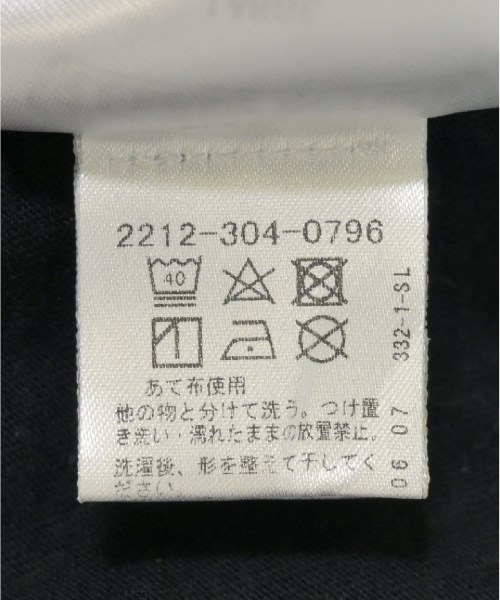 2212-304-0796
40
あて布使用
他の物と分けて洗う。つけ置
き洗い・濡れたままの放置禁止。
洗濯後、形を整えて干してく
ださい。
332-1-SL
06 07